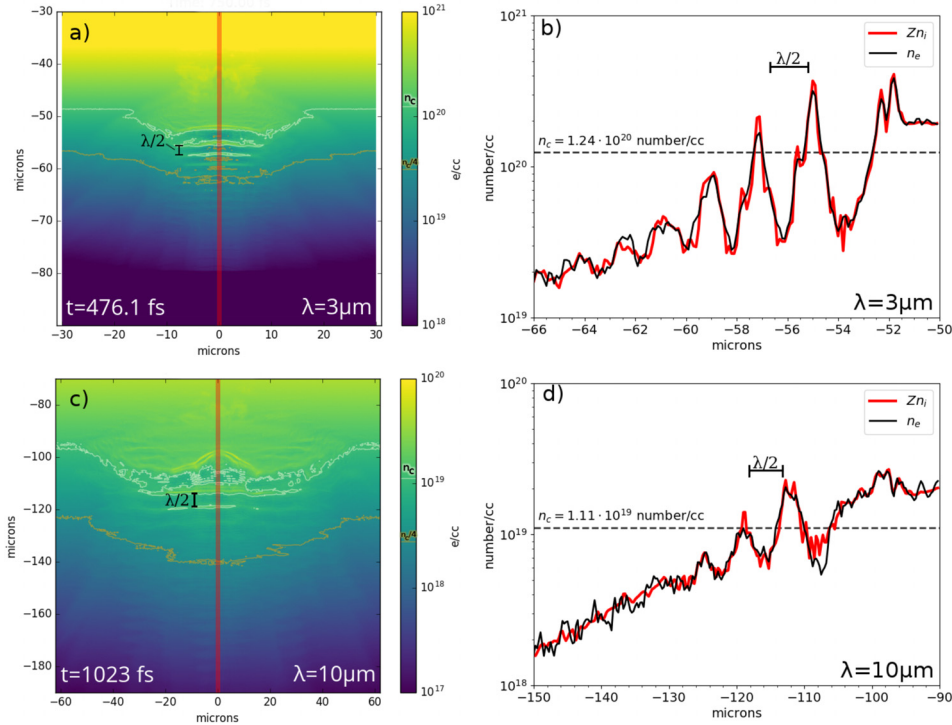 a)
−30
−40
−50
−60
−70
−80
microns
−30
−20
−10
0
10
20
30
microns
λ/2
t=476.1 fs
λ=3μm
10²¹
10²⁰
10¹⁹
10¹⁸
n_c
n_c/4
e/cc
b)
Zn_i
n_e
λ/2
n_c = 1.24 · 10²⁰ number/cc
10²¹
10²⁰
10¹⁹
number/cc
−66
−64
−62
−60
−58
−56
−54
−52
−50
microns
λ=3μm
c)
−80
−100
−120
−140
−160
−180
microns
−60
−40
−20
0
20
40
60
microns
λ/2
t=1023 fs
λ=10μm
10²⁰
10¹⁹
10¹⁸
10¹⁷
n_c
n_c/4
e/cc
d)
Zn_i
n_e
λ/2
n_c = 1.11 · 10¹⁹ number/cc
10²⁰
10¹⁹
10¹⁸
number/cc
−150
−140
−130
−120
−110
−100
−90
microns
λ=10μm